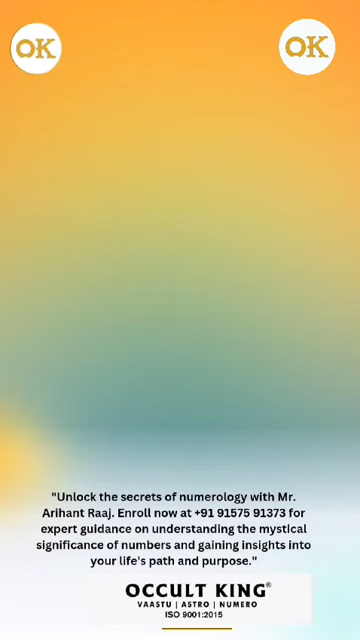 OK OK
"Unlock the secrets of numerology with Mr.
Arihant Raaj. Enroll now at +91 91575 91373 for
expert guidance on understanding the mystical
significance of numbers and gaining insights into
your life's path and purpose."
OCCULT KING®
VAASTU | ASTRO | NUMERO
ISO 9001:2015